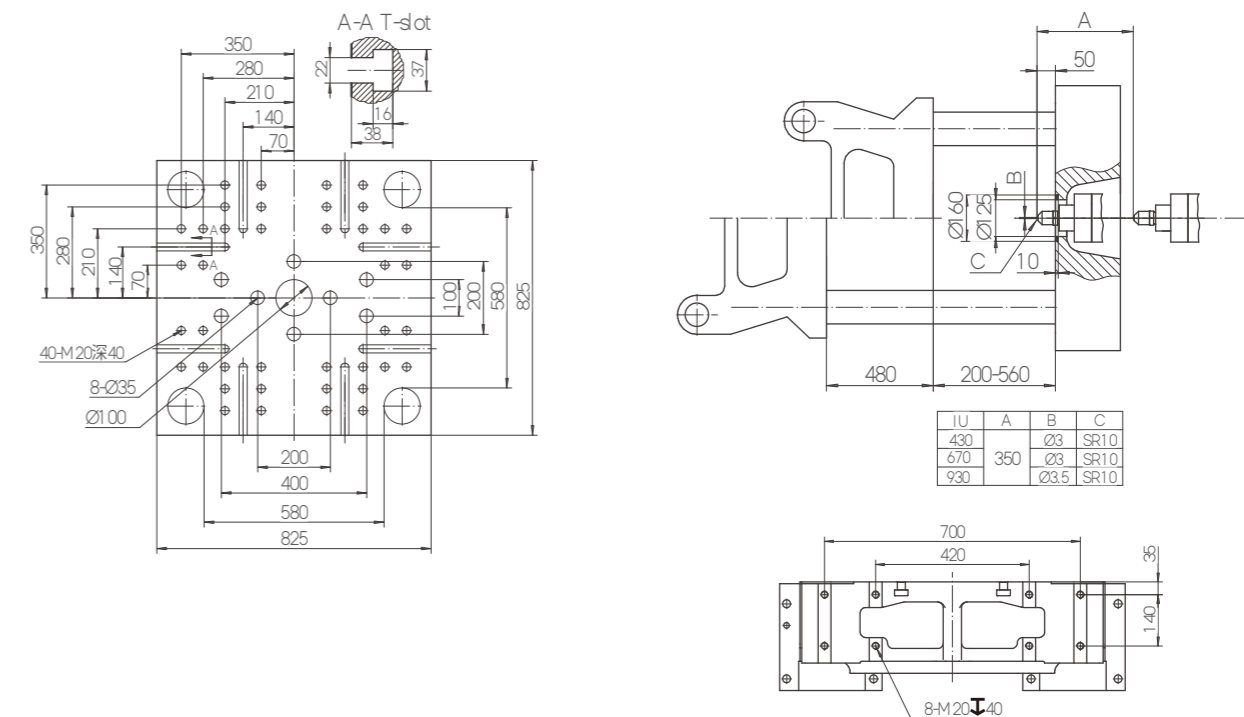 A-A T-slot
350
280
210
140
70
22
37
16
38
350
280
210
140
70
A
A
100
200
580
825
40-M20深40
8-Ø35
Ø100
200
400
580
825
A
50
B
Ø160
Ø125
C
10
480
200-560
IU A B C
430 350 Ø3 SR10
670 Ø3 SR10
930 Ø3.5 SR10
700
420
35
140
8-M20↧40